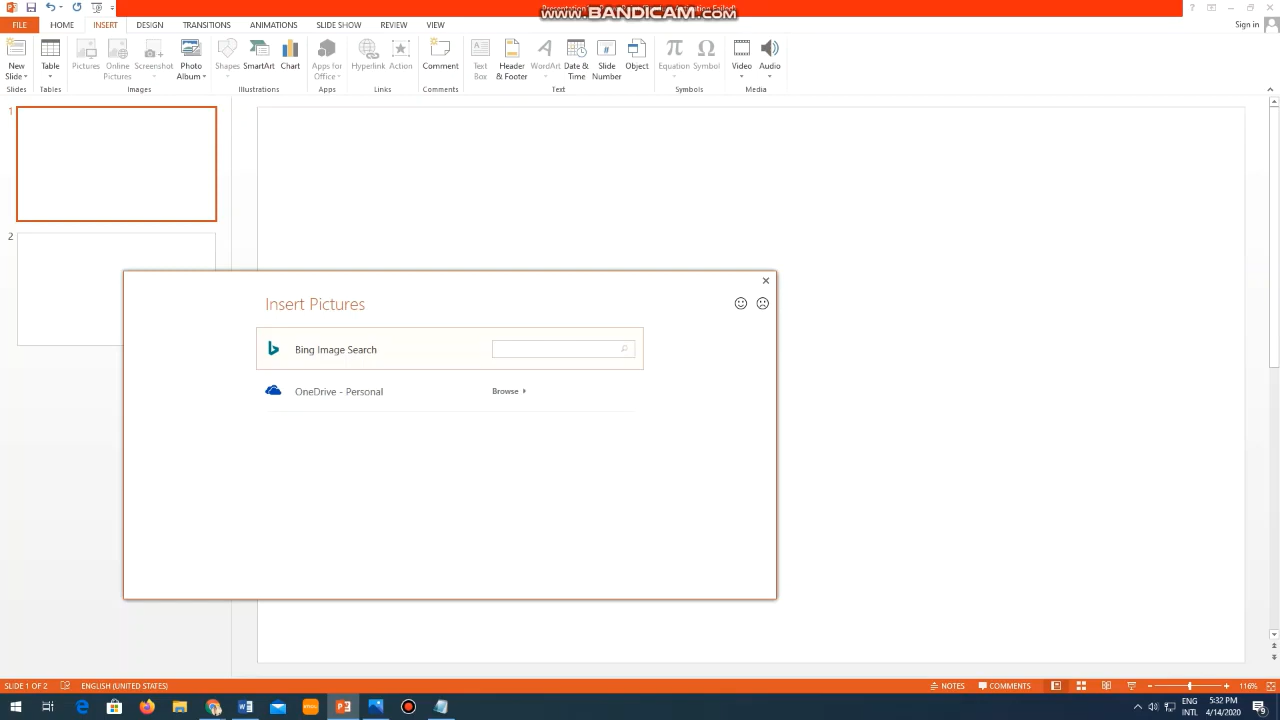 www.BANDICAM.com
FILE HOME INSERT DESIGN TRANSITIONS ANIMATIONS SLIDE SHOW REVIEW VIEW Sign in
New Slide Table Pictures Online Pictures Screenshot Photo Album Shapes SmartArt Chart Apps for Office Hyperlink Action Comment Text Box Header & Footer WordArt Date & Time Slide Number Object Equation Symbol Video Audio
Slides Tables Images Illustrations Apps Links Comments Text Symbols Media
1
2
Insert Pictures
Bing Image Search
OneDrive - Personal Browse
SLIDE 1 OF 2 ENGLISH (UNITED STATES) NOTES COMMENTS 116%
ENG 5:32 PM
INTL 4/14/2020